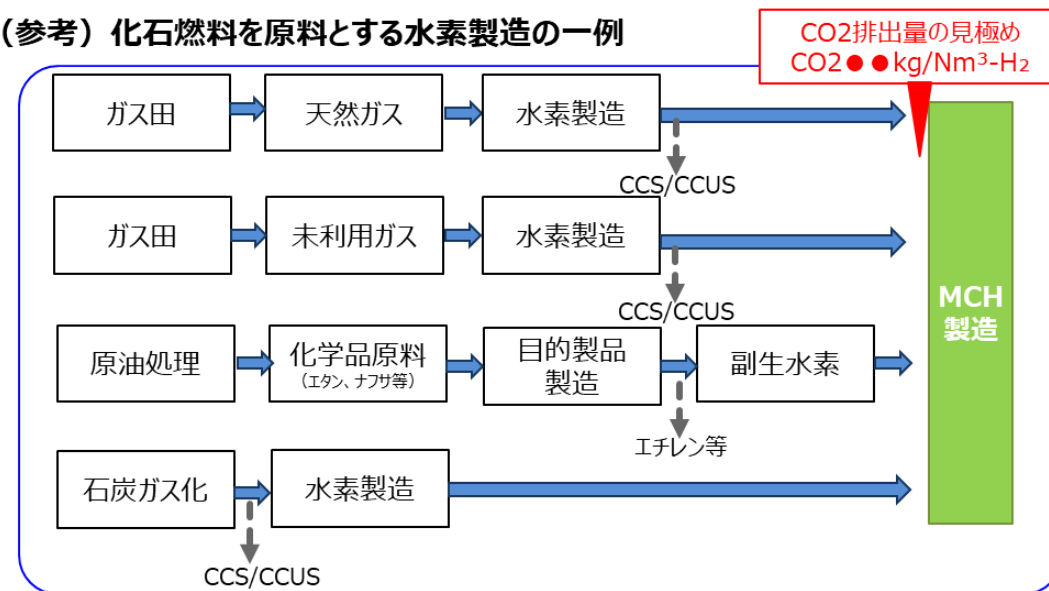 （参考）化石燃料を原料とする水素製造の一例
CO2排出量の見極め
CO2●●kg/Nm³-H₂
ガス田
天然ガス
水素製造
CCS/CCUS
ガス田
未利用ガス
水素製造
CCS/CCUS
MCH
製造
原油処理
化学品原料
（エタン、ナフサ等）
目的製品
製造
副生水素
エチレン等
石炭ガス化
水素製造
CCS/CCUS